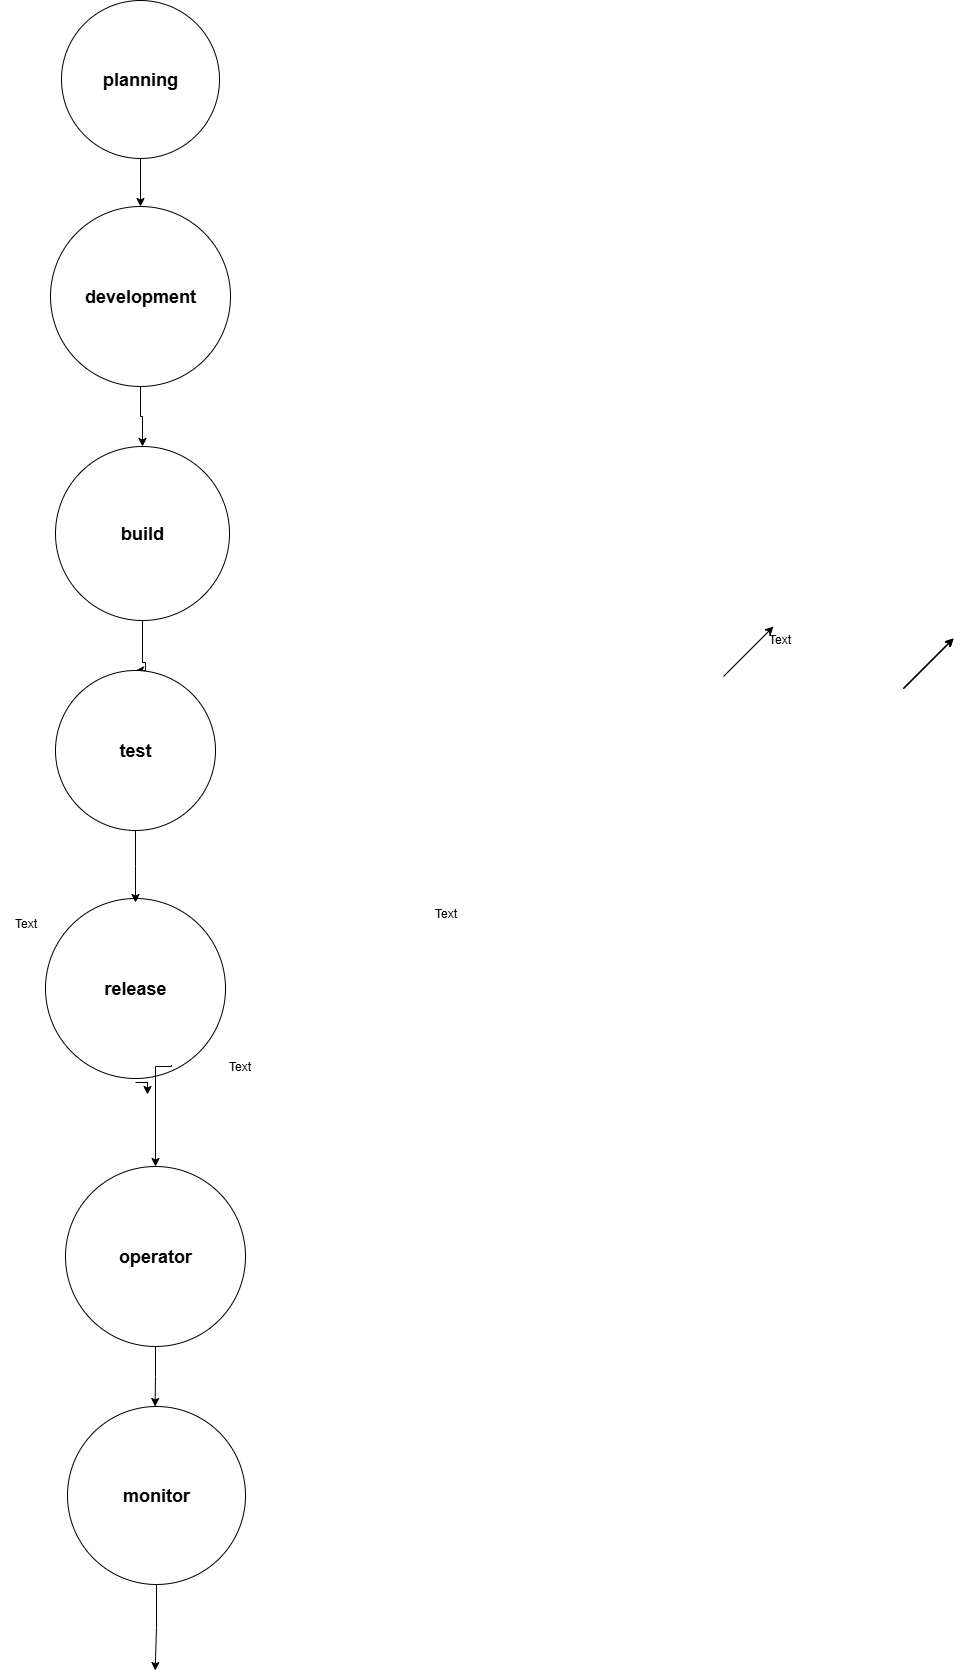 planning
development
build
Text
test
Text
Text
release
Text
operator
monitor